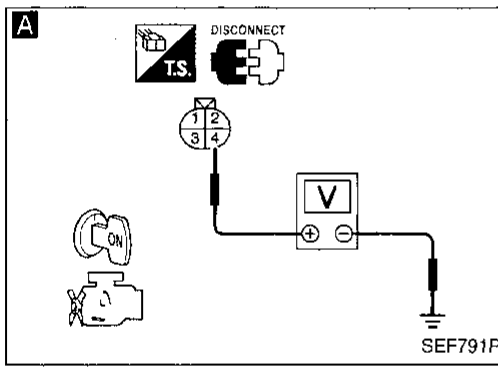 A
DISCONNECT
T.S.
1 2
3 4
V
+ −
ON
SEF791P